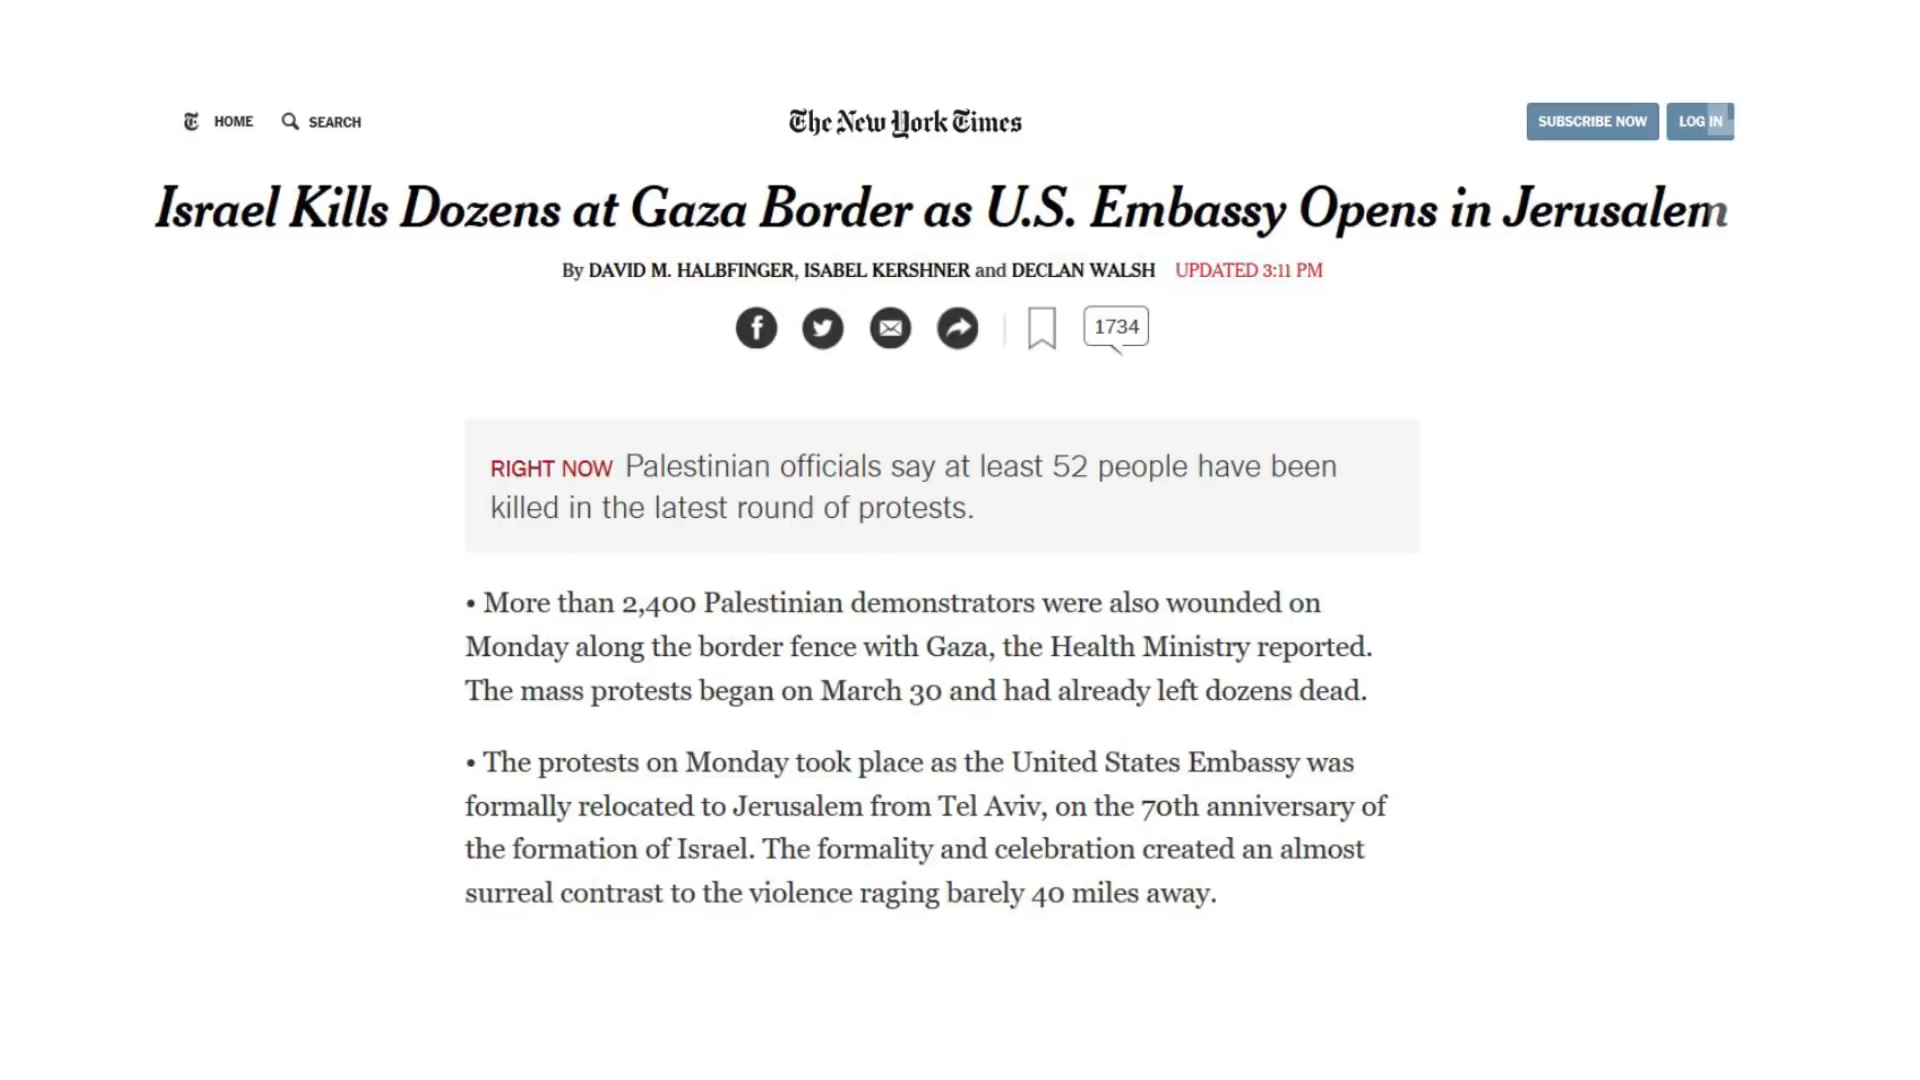 HOME SEARCH The New York Times SUBSCRIBE NOW LOG IN
Israel Kills Dozens at Gaza Border as U.S. Embassy Opens in Jerusalem
By DAVID M. HALBFINGER, ISABEL KERSHNER and DECLAN WALSH UPDATED 3:11 PM
1734
RIGHT NOW Palestinian officials say at least 52 people have been
killed in the latest round of protests.
• More than 2,400 Palestinian demonstrators were also wounded on
Monday along the border fence with Gaza, the Health Ministry reported.
The mass protests began on March 30 and had already left dozens dead.
• The protests on Monday took place as the United States Embassy was
formally relocated to Jerusalem from Tel Aviv, on the 70th anniversary of
the formation of Israel. The formality and celebration created an almost
surreal contrast to the violence raging barely 40 miles away.